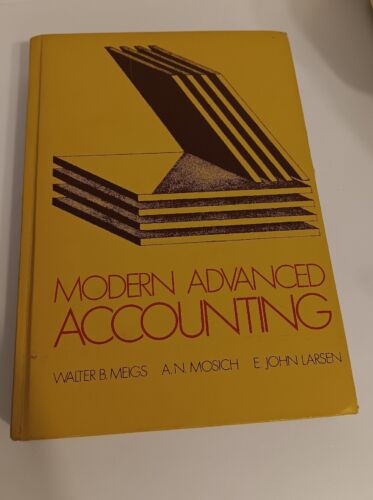 MODERN ADVANCED
ACCOUNTING
WALTER B. MEIGS A. N. MOSICH E. JOHN LARSEN